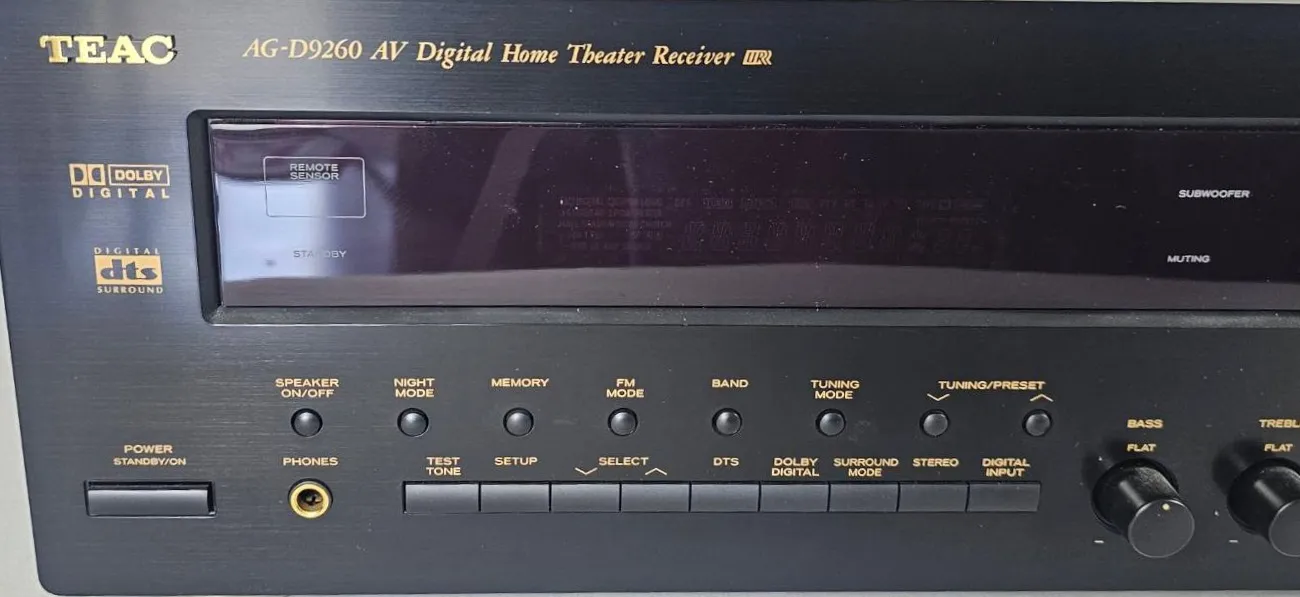 TEAC
AG-D9260 AV Digital Home Theater Receiver
DOLBY
DIGITAL
DIGITAL
dts
SURROUND
REMOTE
SENSOR
STANDBY
SUBWOOFER
MUTING
SPEAKER
ON/OFF
NIGHT
MODE
MEMORY
FM
MODE
BAND
TUNING
MODE
TUNING/PRESET
POWER
STANDBY/ON
PHONES
TEST
TONE
SETUP
SELECT
DTS
DOLBY
DIGITAL
SURROUND
MODE
STEREO
DIGITAL
INPUT
BASS
FLAT
TREBL
FLAT